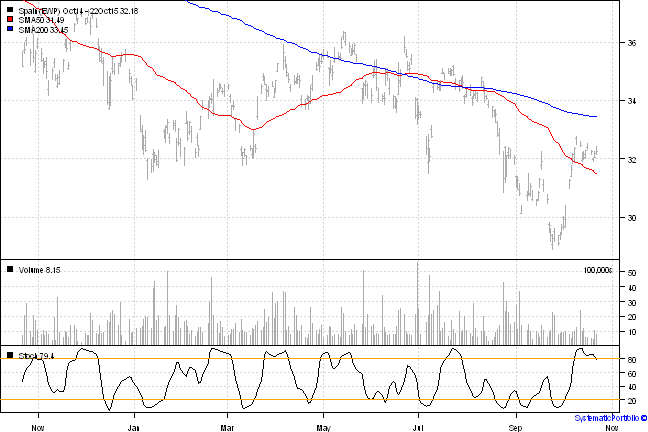 Spain(EWP) Oct14 - 22Oct15 32.18
SMA50 31.49
SMA200 33.45
36
34
32
30
Volume 8.15
100,000s
50
40
30
20
10
Stoch 79.4
80
60
40
20
Nov Jan Mar May Jul Sep Nov
SystematicPortfolio ©